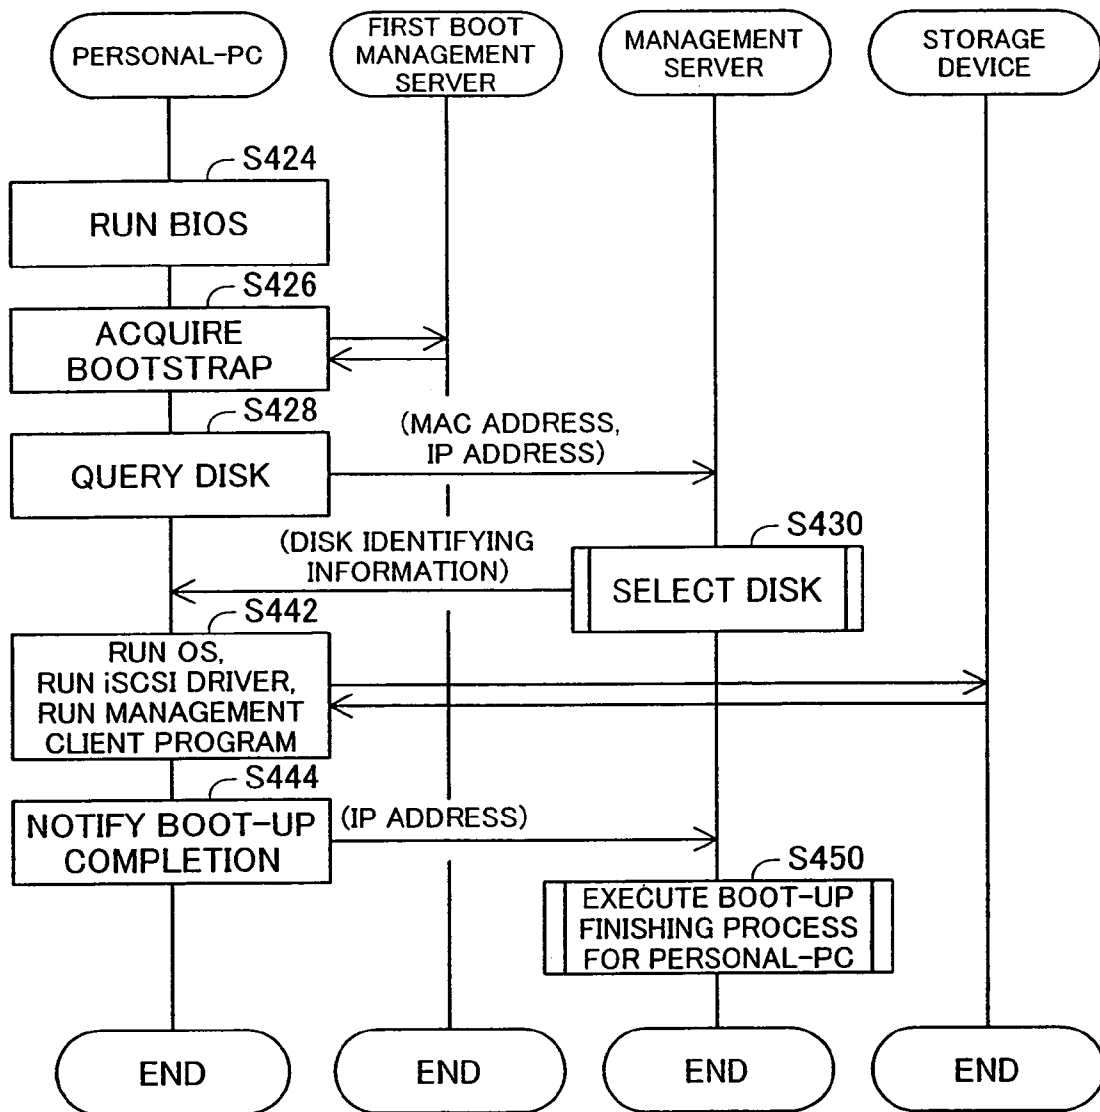 PERSONAL-PC
FIRST BOOT
MANAGEMENT
SERVER
MANAGEMENT
SERVER
STORAGE
DEVICE
S424
RUN BIOS
S426
ACQUIRE
BOOTSTRAP
S428
QUERY DISK
(MAC ADDRESS,
IP ADDRESS)
S430
SELECT DISK
(DISK IDENTIFYING
INFORMATION)
S442
RUN OS,
RUN iSCSI DRIVER,
RUN MANAGEMENT
CLIENT PROGRAM
S444
NOTIFY BOOT-UP
COMPLETION
(IP ADDRESS)
S450
EXECUTE BOOT-UP
FINISHING PROCESS
FOR PERSONAL-PC
END
END
END
END